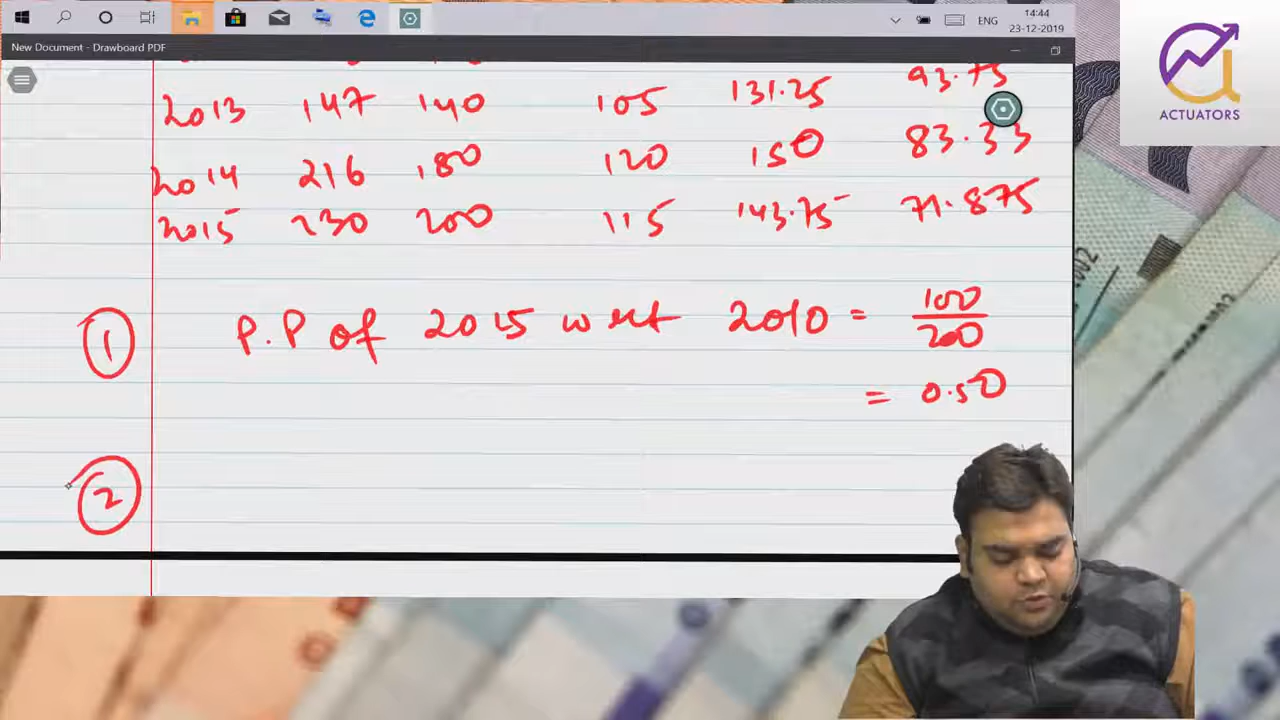 14:44
ENG
23-12-2019
New Document - Drawboard PDF
ACTUATORS
93.75
2013 147 140 105 131.25
2014 216 180 120 150 83.33
2015 230 200 115 143.75 71.875
1 P.P of 2015 wrt 2010 = 100
200
= 0.50
2